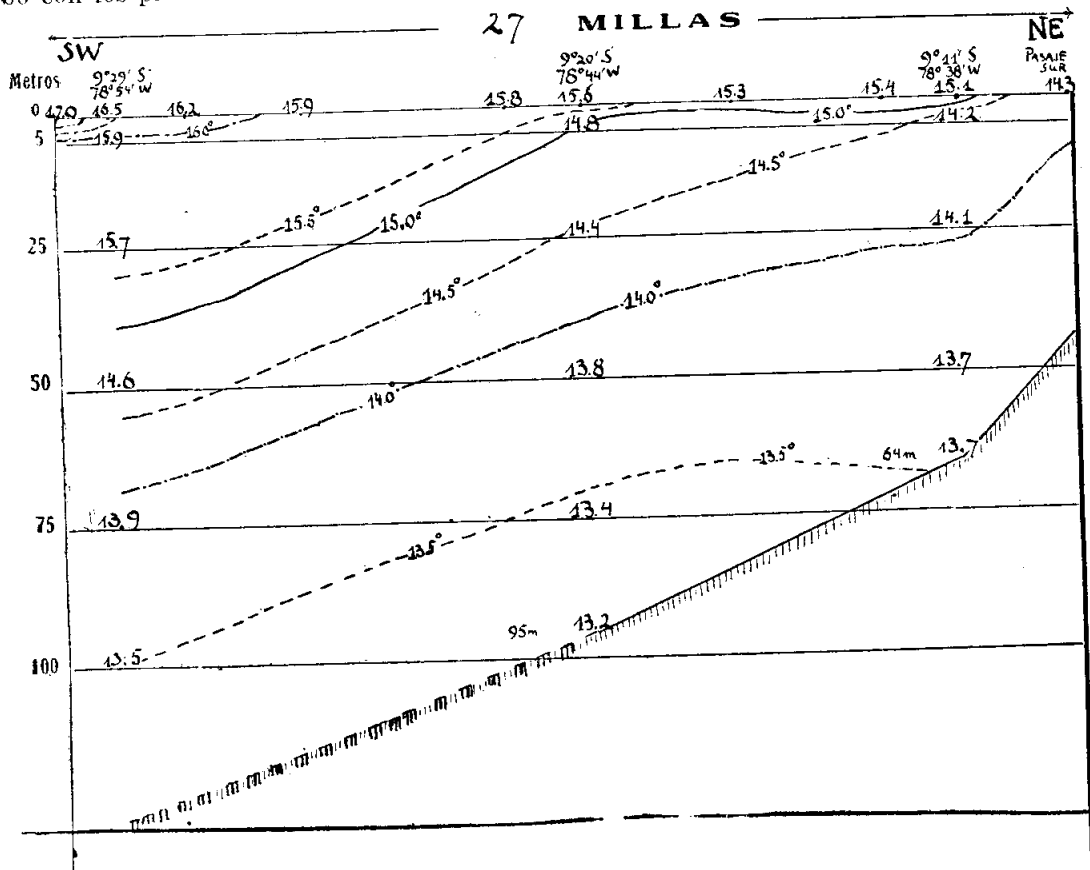 27 MILLAS
SW
NE
Metros
9°29' S
78°54' W
9°20' S
78°44' W
9°11' S
78°38' W
PASAJE
SUR
0 17.0 16.5 16.2 15.9 15.8 15.6 15.3 15.4 15.1 14.3
5 15.9 16.0° 14.8 15.0° 14.2
14.5°
15.5° 15.0°
25 15.7 14.4 14.1
14.5° 14.0°
50 14.6 13.8 13.7
14.0
13.5° 64m 13.7
75 13.9 13.4
13.5°
95m 13.2
100 13.5